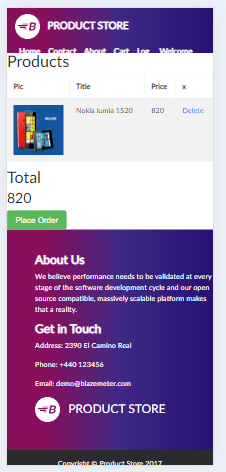 PRODUCT STORE
Home Contact About Cart Log Welcome
Products
Pic Title Price x
Nokia lumia 1520 820 Delete
Total
820
Place Order
About Us
We believe performance needs to be validated at every
stage of the software development cycle and our open
source compatible, massively scalable platform makes
that a reality.
Get in Touch
Address: 2390 El Camino Real
Phone: +440 123456
Email: demo@blazemeter.com
PRODUCT STORE
Copyright © Product Store 2017